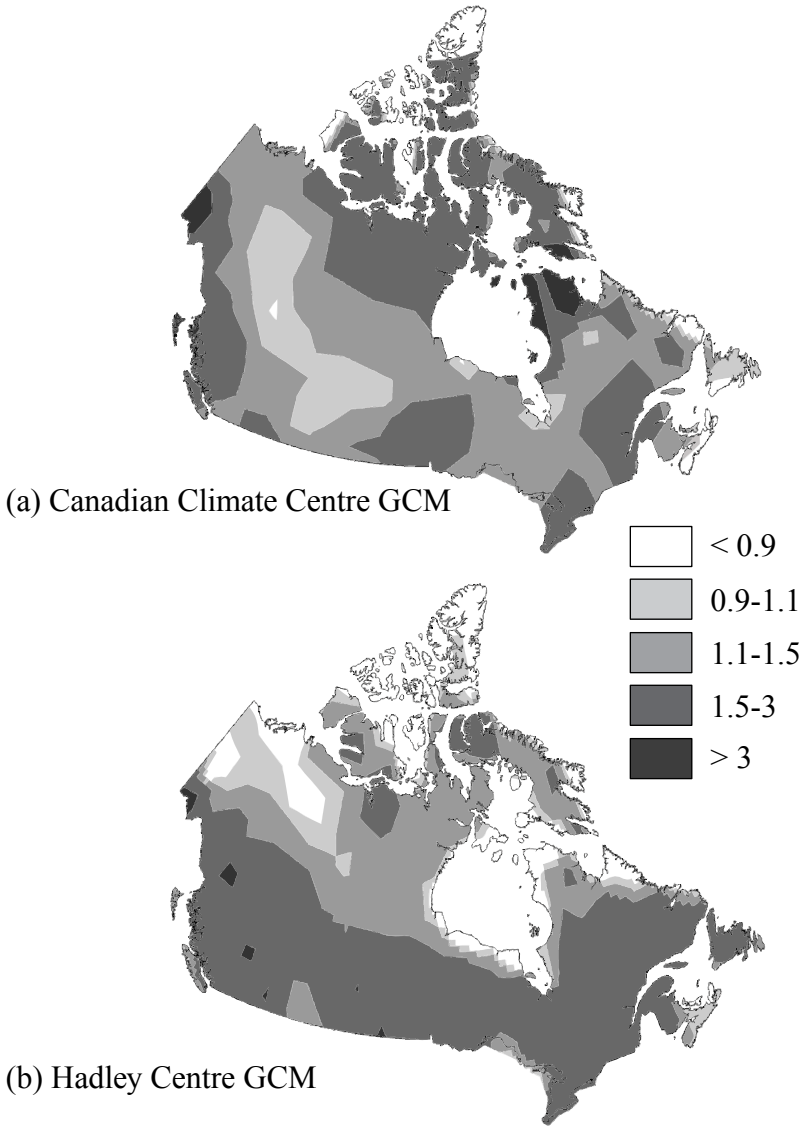 (a) Canadian Climate Centre GCM
< 0.9
0.9-1.1
1.1-1.5
1.5-3
> 3
(b) Hadley Centre GCM